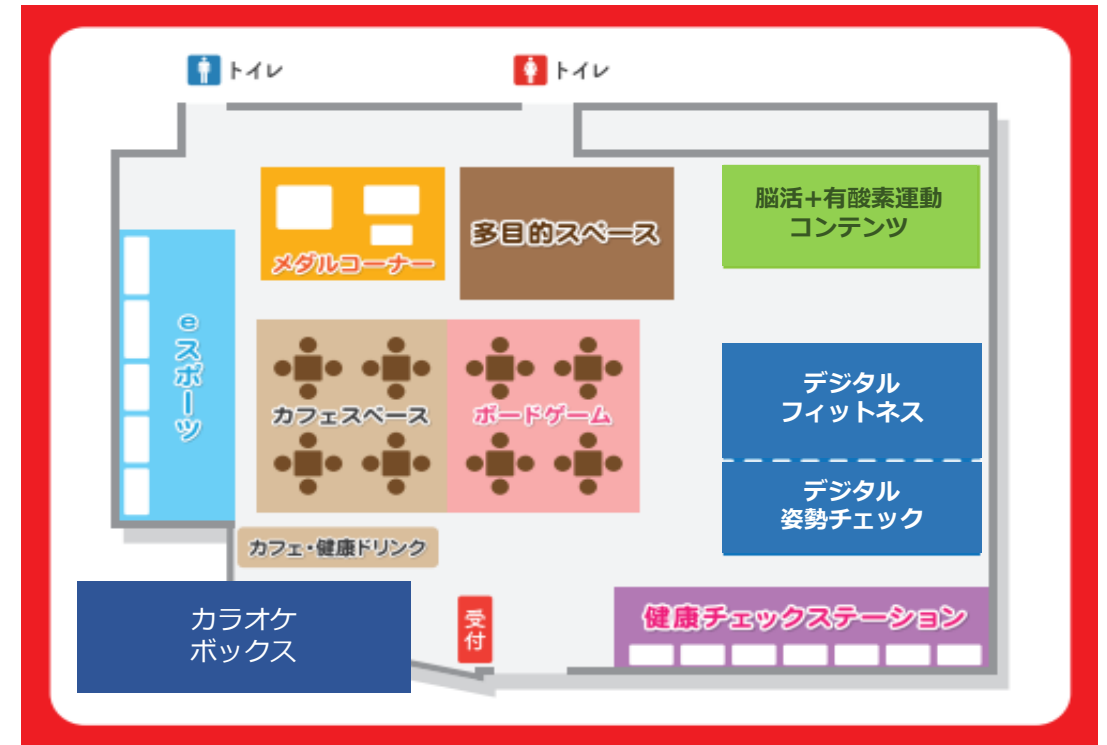 トイレ
トイレ
メダルコーナー
多目的スペース
脳活+有酸素運動
コンテンツ
eスポーツ
カフェスペース
ボードゲーム
デジタル
フィットネス
デジタル
姿勢チェック
カフェ・健康ドリンク
カラオケ
ボックス
受付
健康チェックステーション